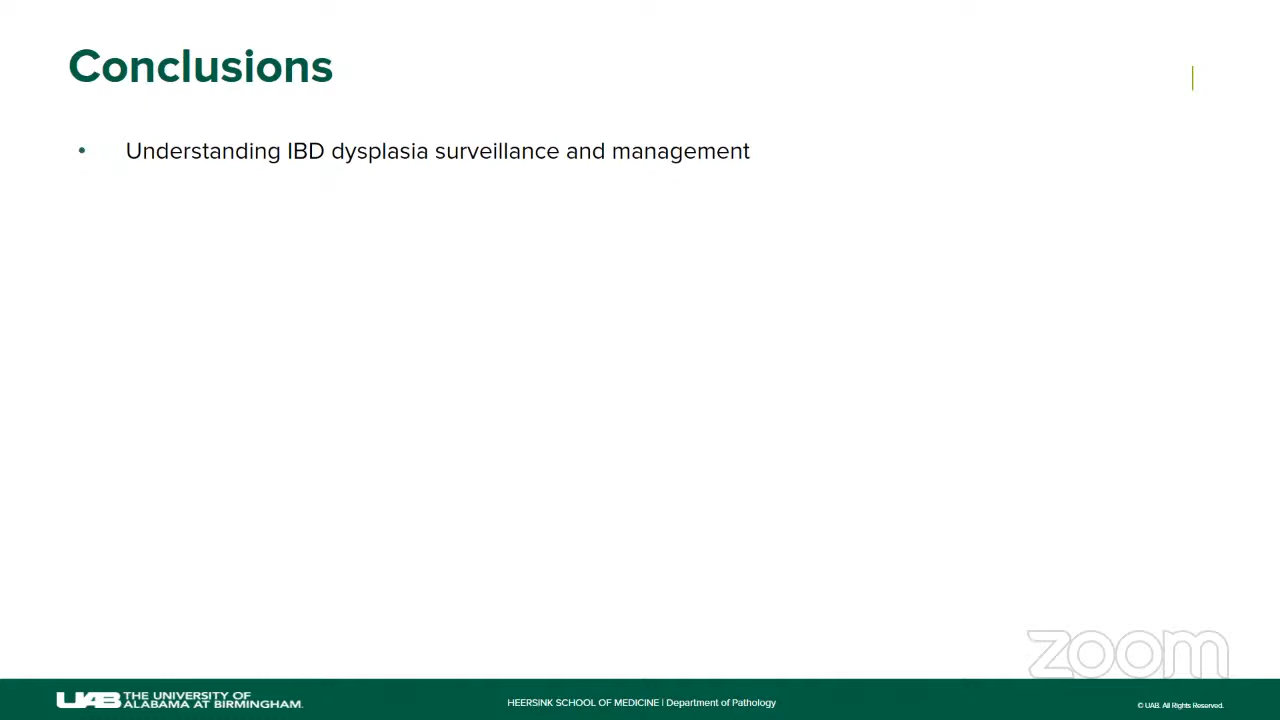 Conclusions
• Understanding IBD dysplasia surveillance and management
zoom
UAB THE UNIVERSITY OF
ALABAMA AT BIRMINGHAM.
HEERSINK SCHOOL OF MEDICINE | Department of Pathology
© UAB. All Rights Reserved.